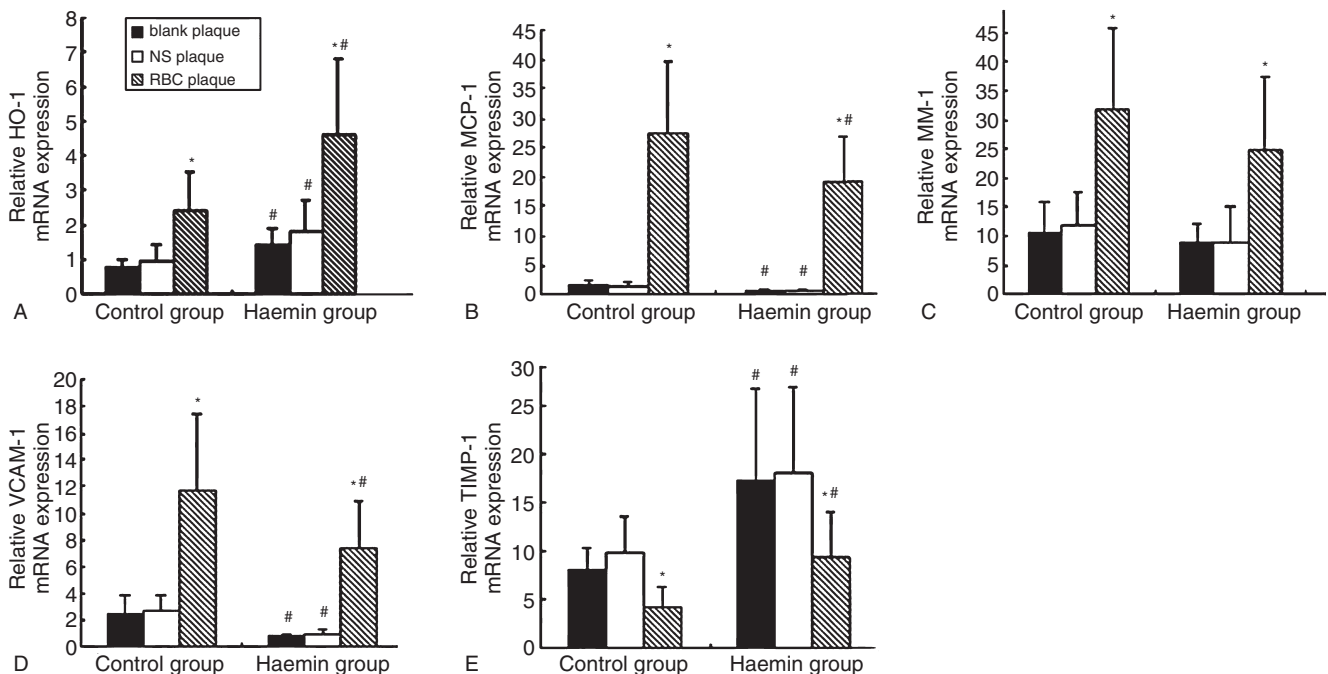 8
7
6
5
4
3
2
1
0
Relative HO-1
mRNA expression
blank plaque
NS plaque
RBC plaque
*
#
#
*#
Control group
Haemin group
A
45
40
35
30
25
20
15
10
5
0
Relative MCP-1
mRNA expression
*
#
#
*#
Control group
Haemin group
B
45
40
35
30
25
20
15
10
5
0
Relative MM-1
mRNA expression
*
*
Control group
Haemin group
C
20
18
16
14
12
10
8
6
4
2
0
Relative VCAM-1
mRNA expression
*
#
#
*#
Control group
Haemin group
D
30
25
20
15
10
5
0
Relative TIMP-1
mRNA expression
*
#
#
*#
Control group
Haemin group
E